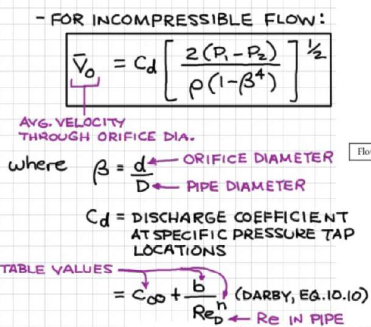 - FOR INCOMPRESSIBLE FLOW:
V̄₀ = Cd [ 2(P₁-P₂) / ρ(1-β⁴) ]^½
AVG. VELOCITY
THROUGH ORIFICE DIA.
where β = d/D
ORIFICE DIAMETER
PIPE DIAMETER
Cd = DISCHARGE COEFFICIENT
AT SPECIFIC PRESSURE TAP
LOCATIONS
TABLE VALUES
= C∞ + b/Re_D^n (DARBY, EQ.10.10)
Re IN PIPE